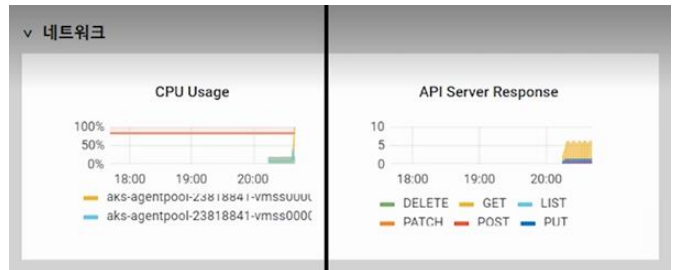 ∨ 네트워크
CPU Usage
100%
50%
0%
18:00 19:00 20:00
aks-agentpool-23818841-vmss000(
aks-agentpool-23818841-vmss000(
API Server Response
10
5
0
18:00 19:00 20:00
DELETE GET LIST
PATCH POST PUT